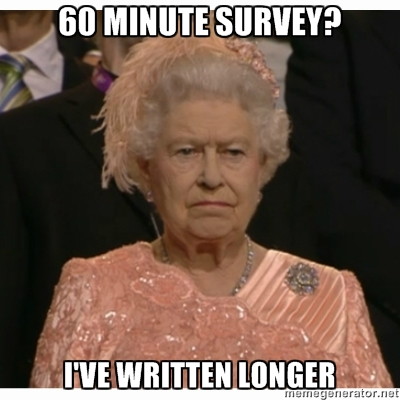 60 MINUTE SURVEY?
I'VE WRITTEN LONGER
memegenerator.net